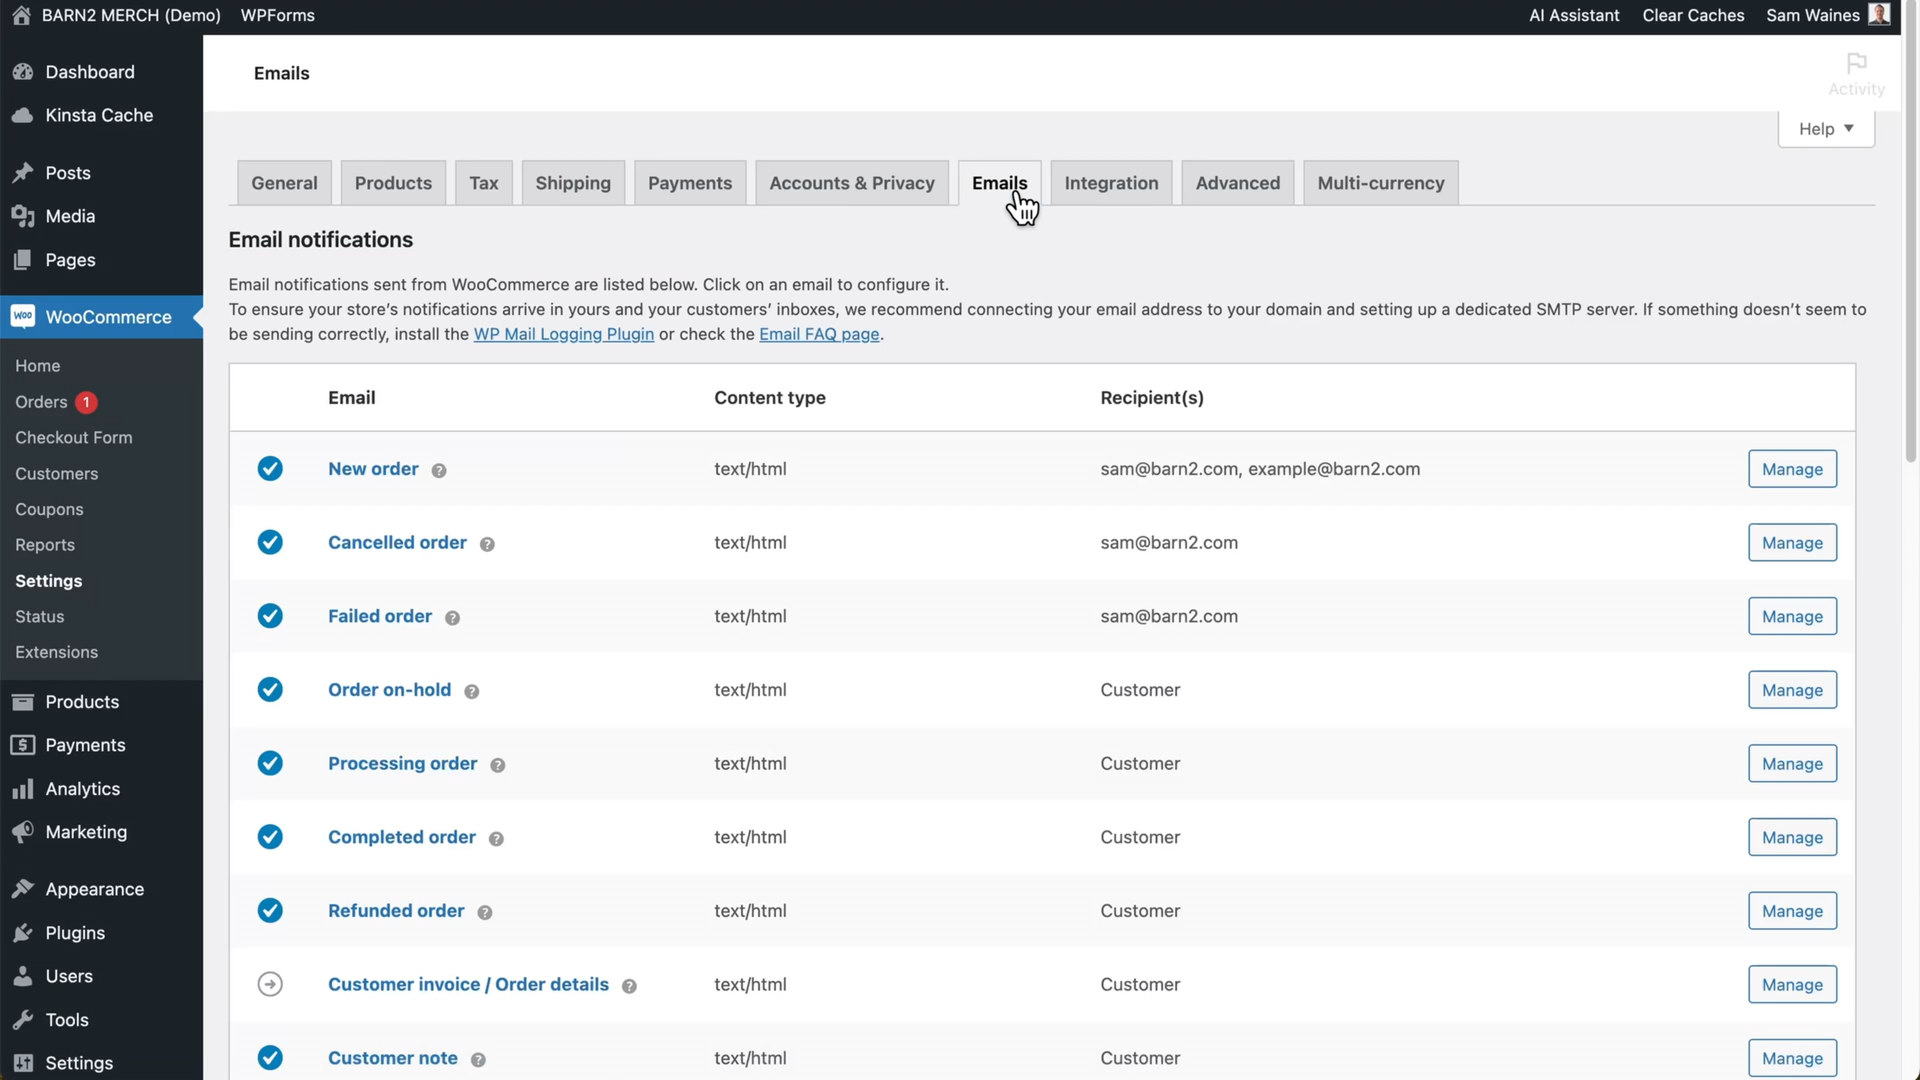 BARN2 MERCH (Demo) WPForms AI Assistant Clear Caches Sam Waines
Dashboard
Kinsta Cache
Posts
Media
Pages
WOO WooCommerce
Home
Orders 1
Checkout Form
Customers
Coupons
Reports
Settings
Status
Extensions
Products
Payments
Analytics
Marketing
Appearance
Plugins
Users
Tools
Settings
Emails
Activity
Help
General Products Tax Shipping Payments Accounts & Privacy Emails Integration Advanced Multi-currency
Email notifications
Email notifications sent from WooCommerce are listed below. Click on an email to configure it.
To ensure your store's notifications arrive in yours and your customers' inboxes, we recommend connecting your email address to your domain and setting up a dedicated SMTP server. If something doesn't seem to
be sending correctly, install the WP Mail Logging Plugin or check the Email FAQ page.
Email Content type Recipient(s)
New order ? text/html sam@barn2.com, example@barn2.com Manage
Cancelled order ? text/html sam@barn2.com Manage
Failed order ? text/html sam@barn2.com Manage
Order on-hold ? text/html Customer Manage
Processing order ? text/html Customer Manage
Completed order ? text/html Customer Manage
Refunded order ? text/html Customer Manage
Customer invoice / Order details ? text/html Customer Manage
Customer note ? text/html Customer Manage